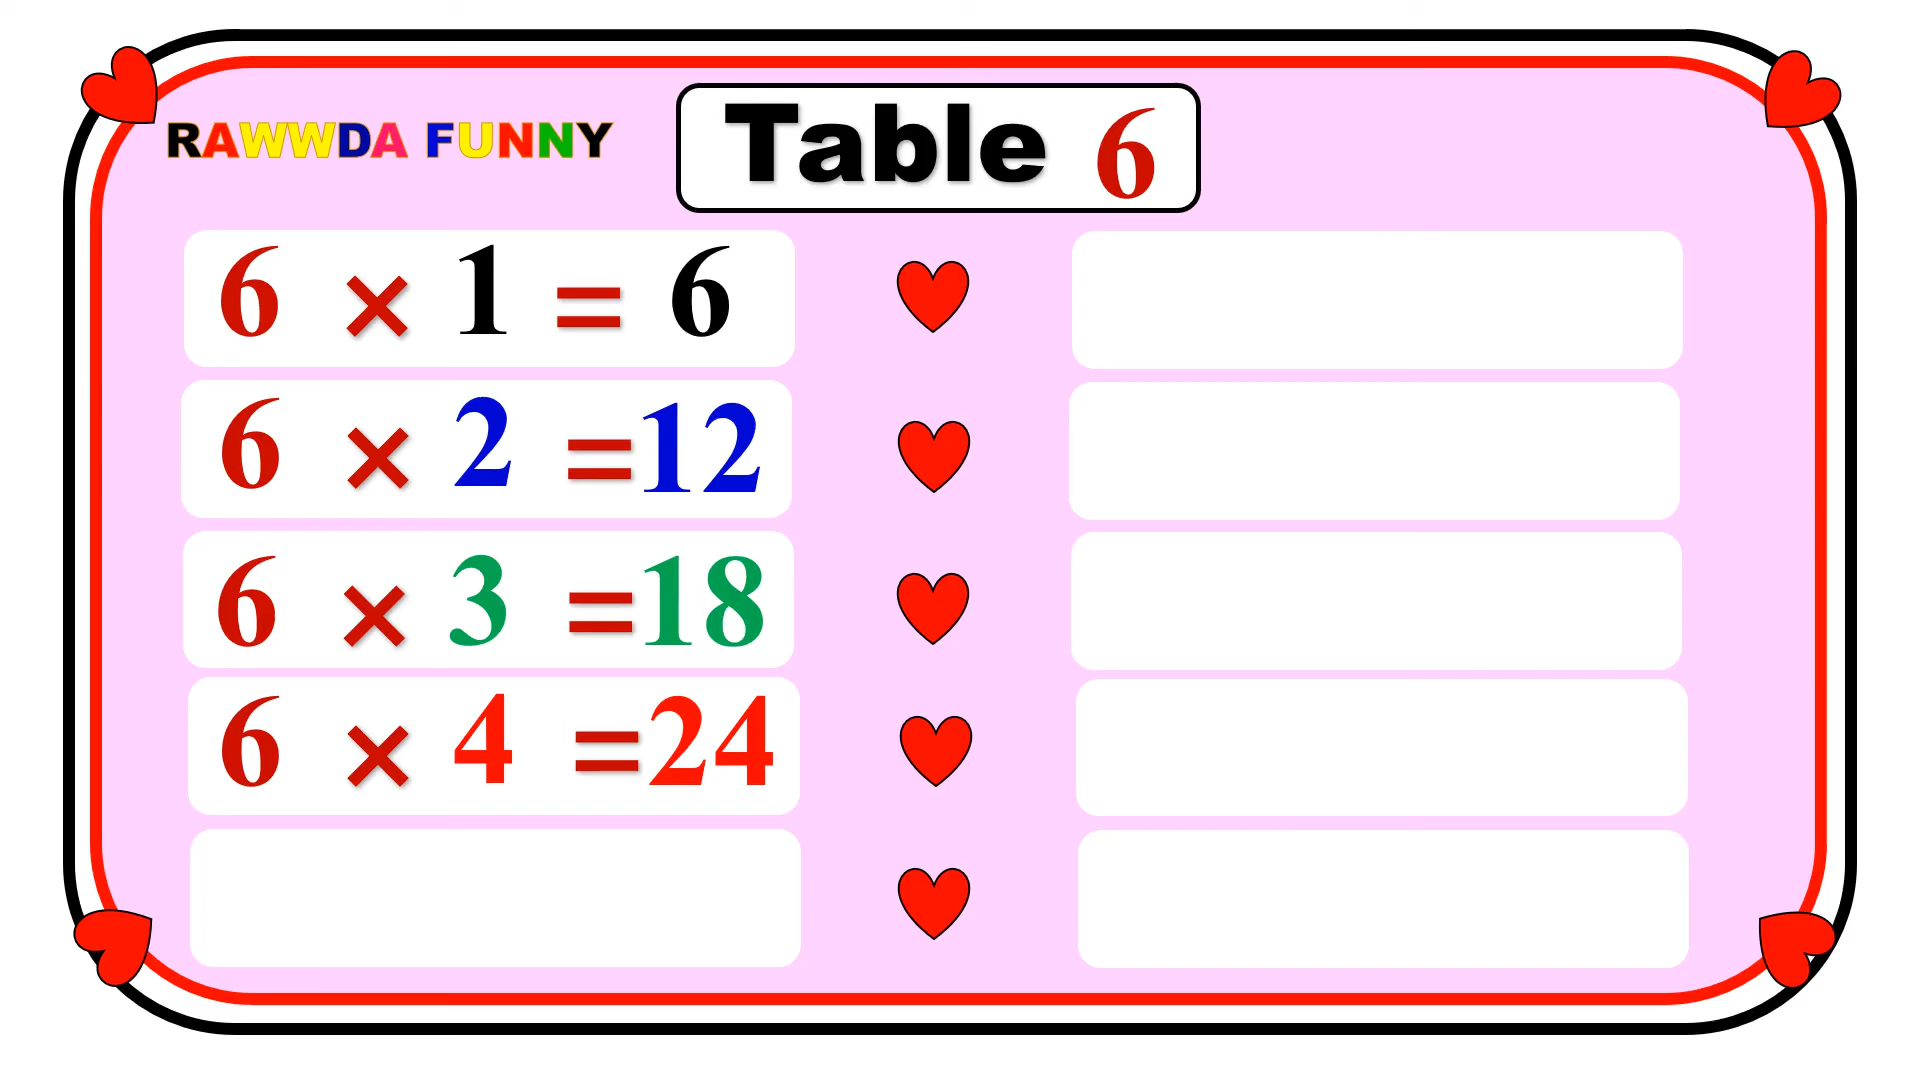 RAWWDA FUNNY
Table 6
6 × 1 = 6
6 × 2 =12
6 × 3 =18
6 × 4 =24